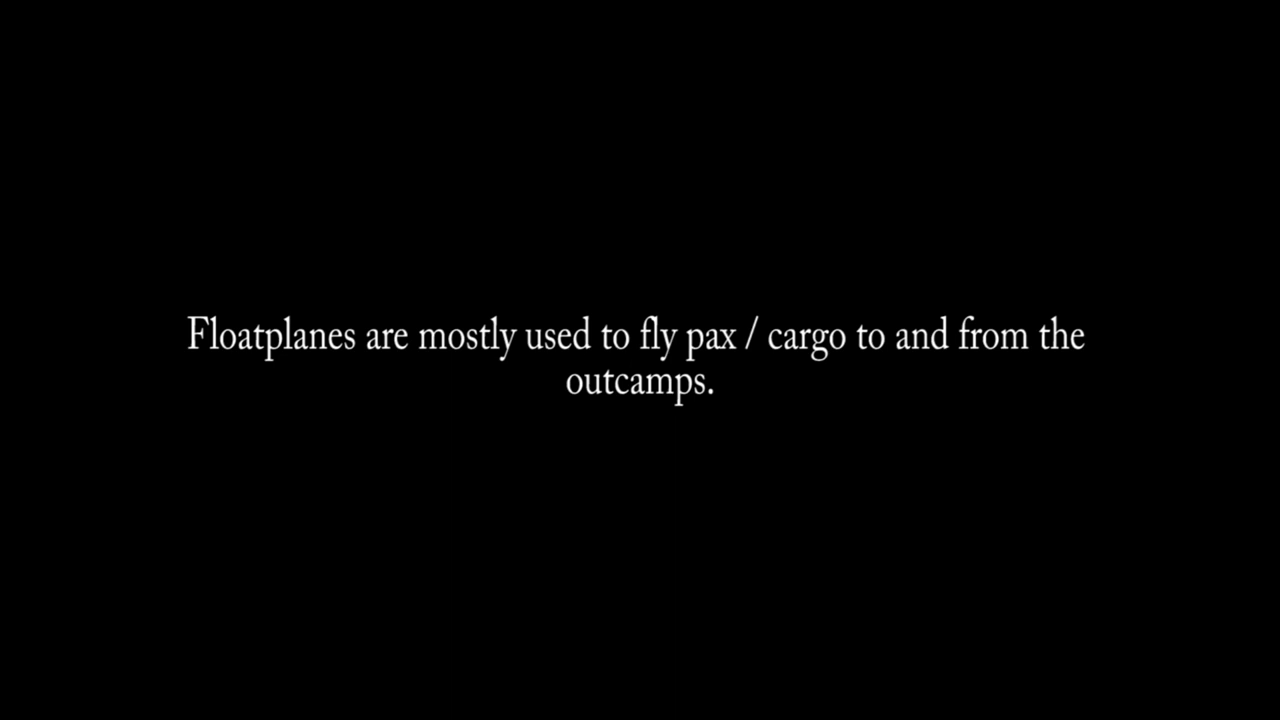 Floatplanes are mostly used to fly pax / cargo to and from the
outcamps.